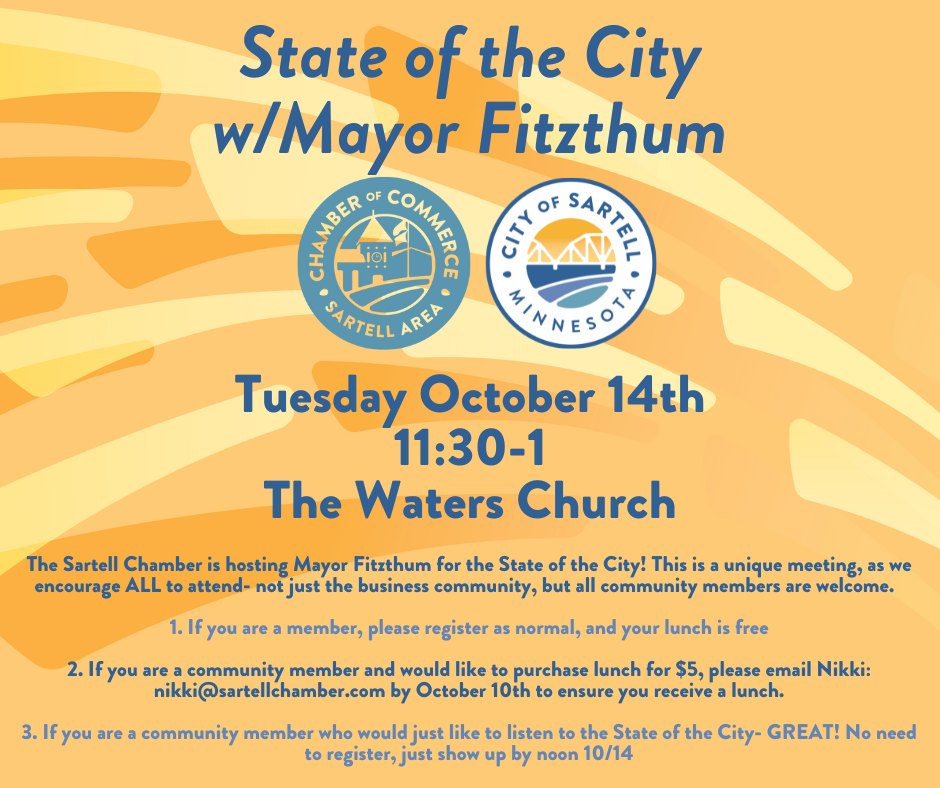 State of the City
w/Mayor Fitzthum
CHAMBER OF COMMERCE
• SARTELL AREA •
CITY OF SARTELL
• MINNESOTA •
Tuesday October 14th
11:30-1
The Waters Church
The Sartell Chamber is hosting Mayor Fitzthum for the State of the City! This is a unique meeting, as we
encourage ALL to attend- not just the business community, but all community members are welcome.
1. If you are a member, please register as normal, and your lunch is free
2. If you are a community member and would like to purchase lunch for $5, please email Nikki:
nikki@sartellchamber.com by October 10th to ensure you receive a lunch.
3. If you are a community member who would just like to listen to the State of the City- GREAT! No need
to register, just show up by noon 10/14